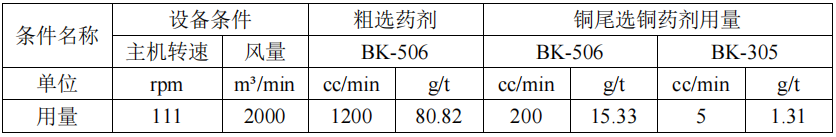 条件名称 设备条件 粗选药剂 铜尾选铜药剂用量
主机转速 风量 BK-506 BK-506 BK-305
单位 rpm m³/min cc/min g/t cc/min g/t cc/min g/t
用量 111 2000 1200 80.82 200 15.33 5 1.31